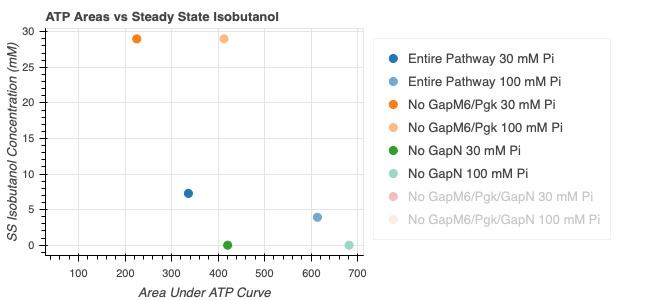 ATP Areas vs Steady State Isobutanol
SS Isobutanol Concentration (mM)
30
25
20
15
10
5
0
100 200 300 400 500 600 700
Area Under ATP Curve
Entire Pathway 30 mM Pi
Entire Pathway 100 mM Pi
No GapM6/Pgk 30 mM Pi
No GapM6/Pgk 100 mM Pi
No GapN 30 mM Pi
No GapN 100 mM Pi
No GapM6/Pgk/GapN 30 mM Pi
No GapM6/Pgk/GapN 100 mM Pi